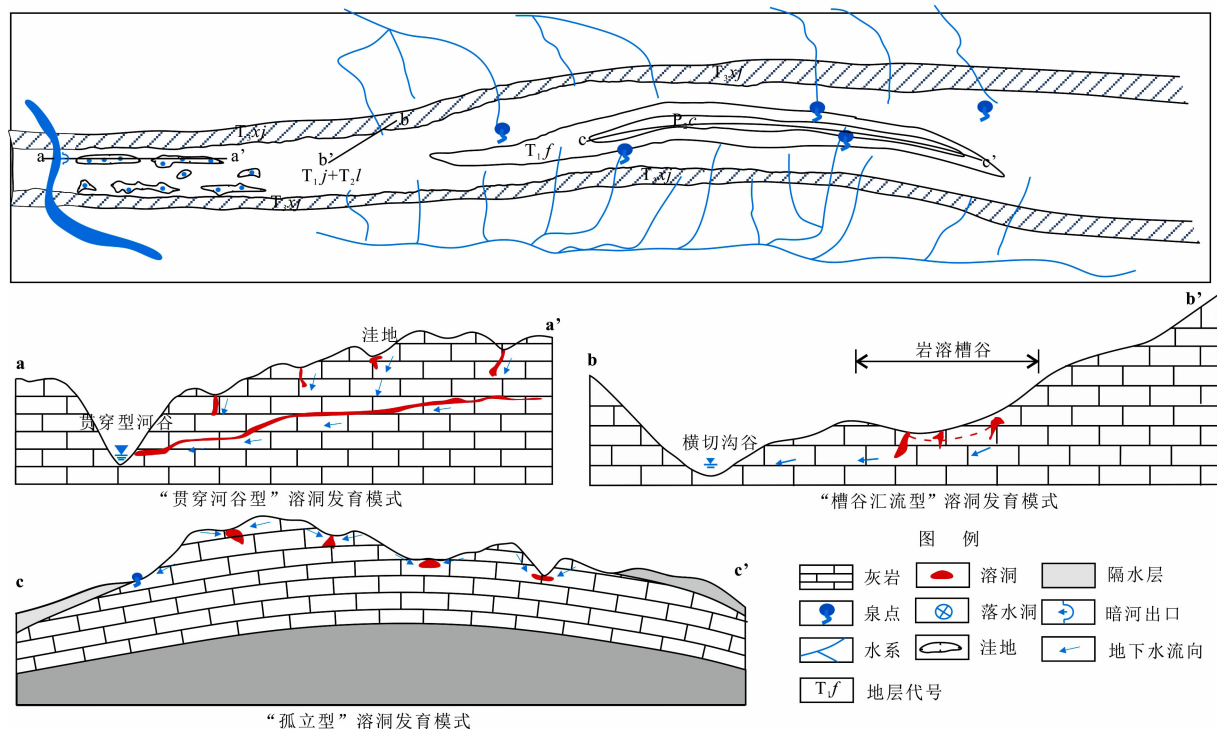 T₃xj
T₃xj
b
P₂c
c
a
a’
b’
T₁f
c’
T₁j+T₂l
T₃xj
T₃xj
a
洼地
a’
贯穿型河谷
“贯穿河谷型”溶洞发育模式
b
岩溶槽谷
b’
横切沟谷
“槽谷汇流型”溶洞发育模式
c
c’
“孤立型”溶洞发育模式
图 例
灰岩
溶洞
隔水层
泉点
落水洞
暗河出口
水系
洼地
地下水流向
T₁f
地层代号